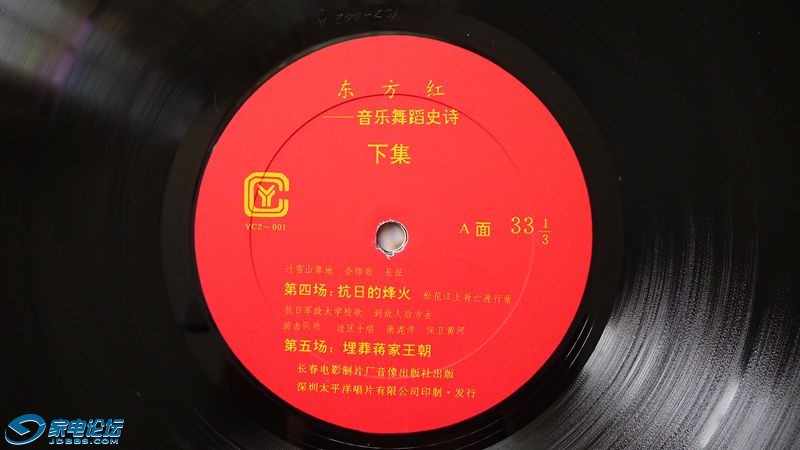 YC2-002 A
东方红
——音乐舞蹈史诗
下集
YC
YC2—001
A 面 33 1/3
过雪山草地 会师歌 长征
第四场：抗日的烽火 松花江上 救亡进行曲
抗日军政大学校歌 到敌人后方去
游击队歌 边区十唱 南泥湾 保卫黄河
第五场：埋葬蒋家王朝
长春电影制片厂音像出版社出版
深圳太平洋唱片有限公司印制·发行
家电论坛
JDBBS.COM